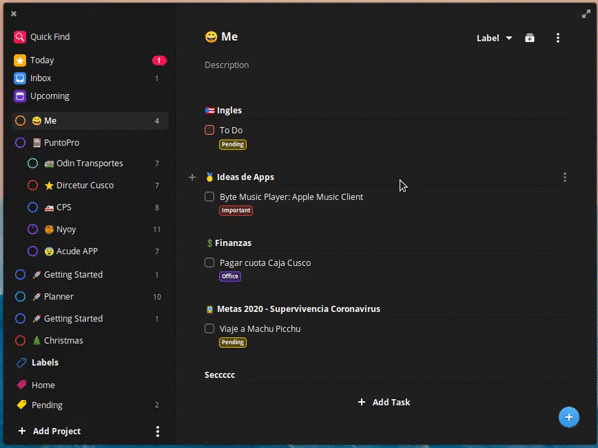 Quick Find
Today 1
Inbox 1
Upcoming
Me 4
PuntoPro
Odin Transportes 7
Dircetur Cusco 7
CPS 8
Nyoy 11
Acude APP 7
Getting Started 1
Planner 10
Getting Started 1
Christmas
Labels
Home
Pending 2
Add Project
Me
Label
Description
Ingles
To Do
Pending
Ideas de Apps
Byte Music Player: Apple Music Client
Important
Finanzas
Pagar cuota Caja Cusco
Office
Metas 2020 - Supervivencia Coronavirus
Viaje a Machu Picchu
Pending
Seccccc
Add Task